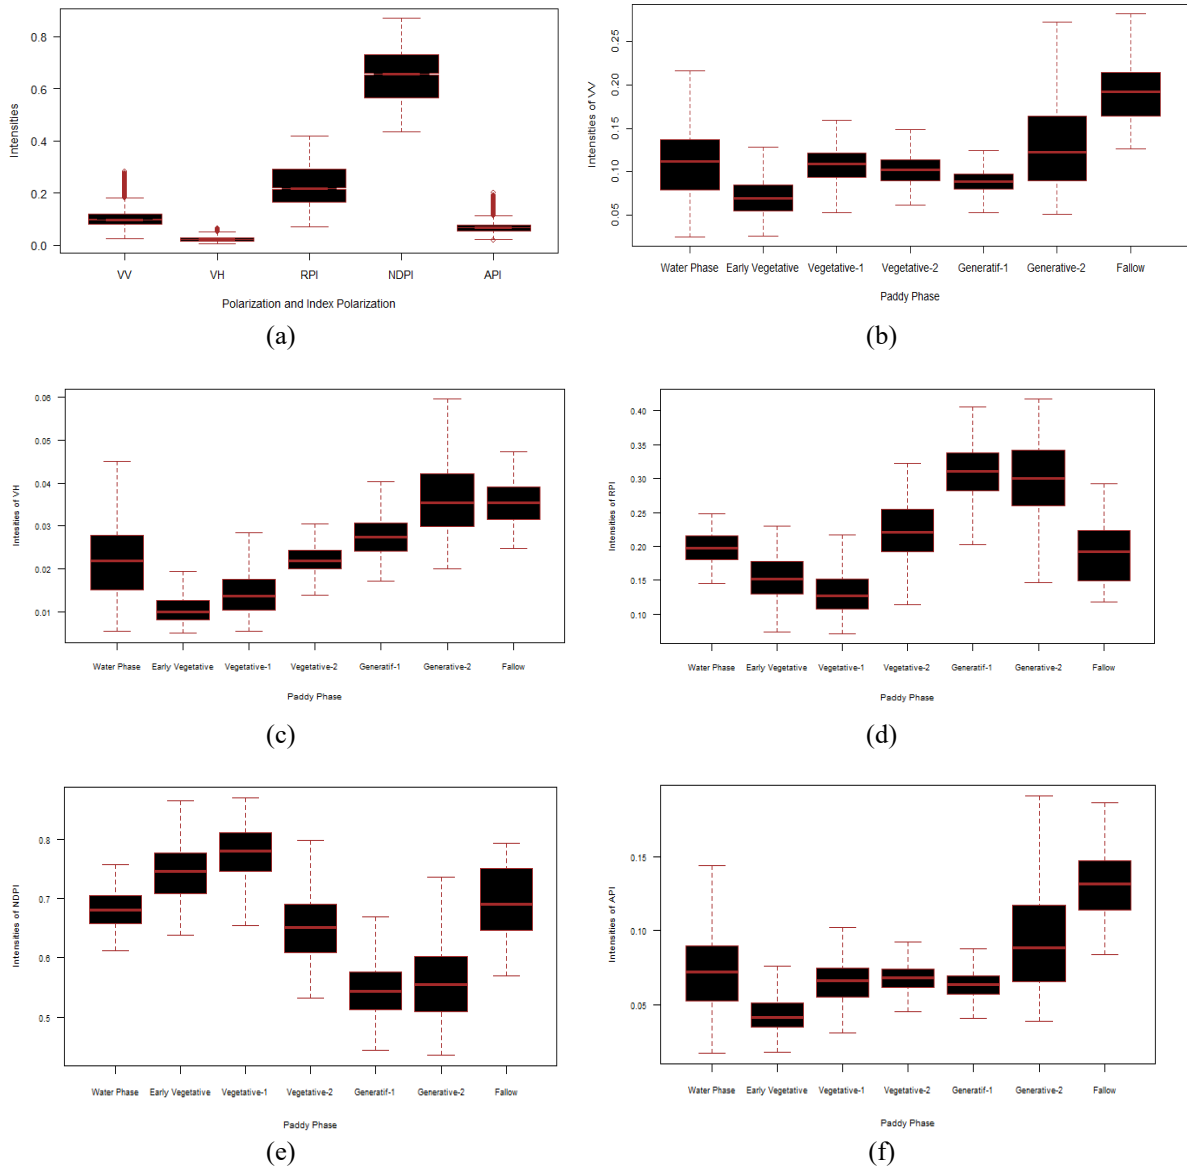 0.8
0.6
0.4
0.2
0.0
Intensities
VV VH RPI NDPI API
Polarization and Index Polarization
(a)
0.25
0.20
0.15
0.10
0.05
Intensities of VV
Water Phase Early Vegetative Vegetative-1 Vegetative-2 Generatif-1 Generative-2 Fallow
Paddy Phase
(b)
0.06
0.05
0.04
0.03
0.02
0.01
Intesities of VH
Water Phase Early Vegetative Vegetative-1 Vegetative-2 Generatif-1 Generative-2 Fallow
Paddy Phase
(c)
0.40
0.35
0.30
0.25
0.20
0.15
0.10
Intensities of RPI
Water Phase Early Vegetative Vegetative-1 Vegetative-2 Generatif-1 Generative-2 Fallow
Paddy Phase
(d)
0.8
0.7
0.6
0.5
Intensities of NDPI
Water Phase Early Vegetative Vegetative-1 Vegetative-2 Generatif-1 Generative-2 Fallow
Paddy Phase
(e)
0.15
0.10
0.05
Intensities of API
Water Phase Early Vegetative Vegetative-1 Vegetative-2 Generatif-1 Generative-2 Fallow
Paddy Phase
(f)